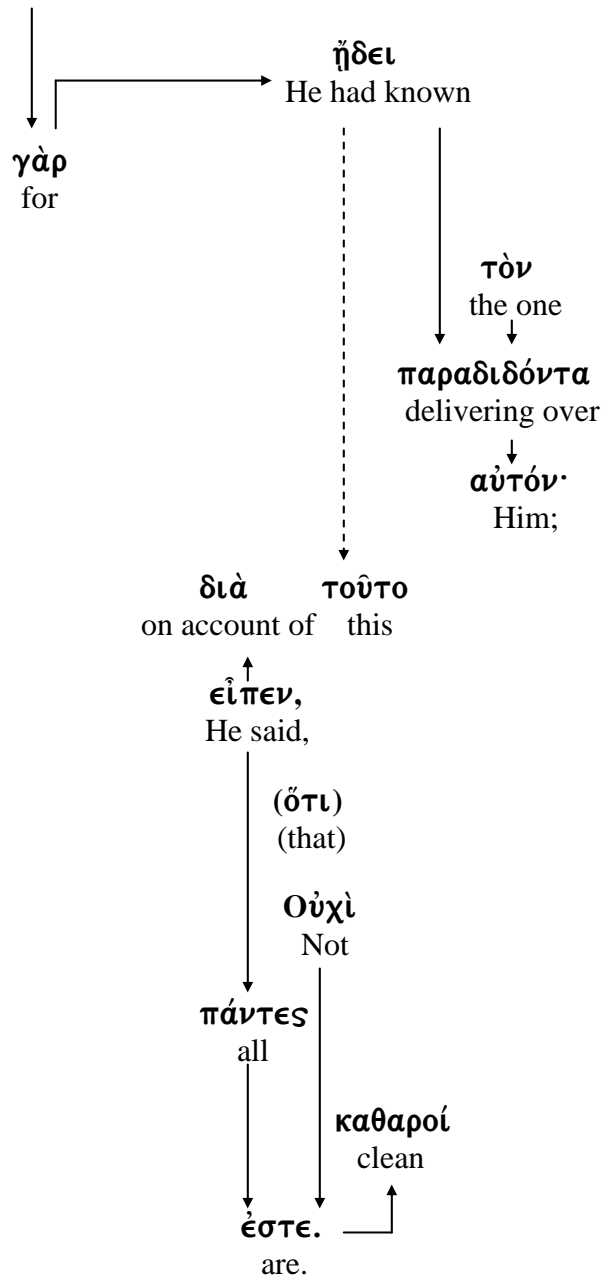 ᾔδει
He had known
γὰρ
for
τὸν
the one
παραδιδόντα
delivering over
αὐτόν·
Him;
διὰ τοῦτο
on account of this
εἶπεν,
He said,
(ὅτι)
(that)
Οὐχὶ
Not
πάντες
all
καθαροί
clean
ἐστε.
are.